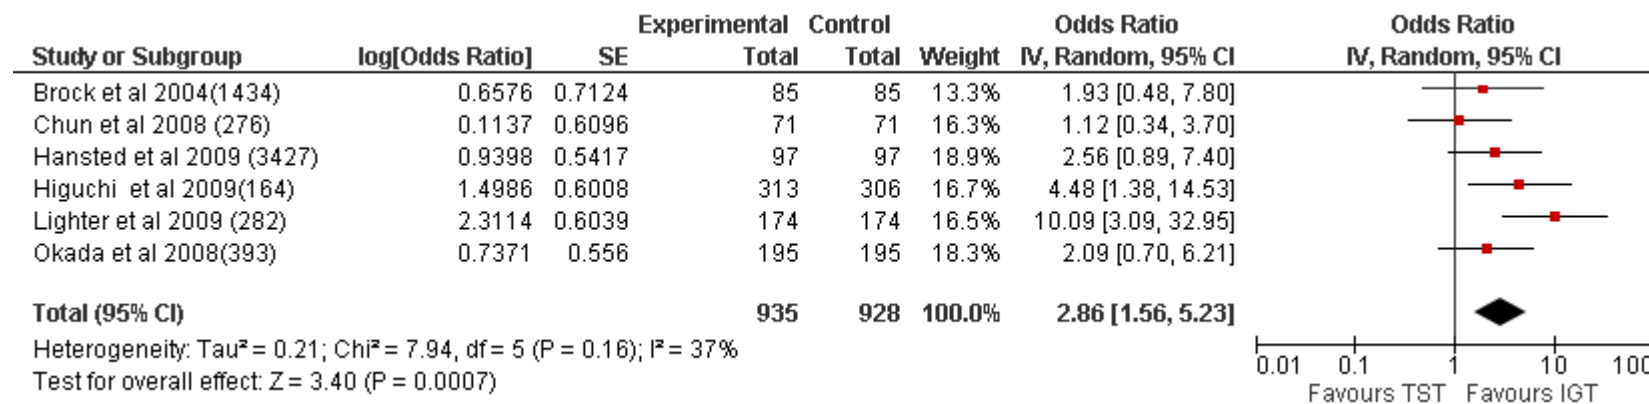 Experimental Control Odds Ratio Odds Ratio
Study or Subgroup log[Odds Ratio] SE Total Total Weight IV, Random, 95% CI IV, Random, 95% CI
Brock et al 2004(1434) 0.6576 0.7124 85 85 13.3% 1.93 [0.48, 7.80]
Chun et al 2008 (276) 0.1137 0.6096 71 71 16.3% 1.12 [0.34, 3.70]
Hansted et al 2009 (3427) 0.9398 0.5417 97 97 18.9% 2.56 [0.89, 7.40]
Higuchi et al 2009(164) 1.4986 0.6008 313 306 16.7% 4.48 [1.38, 14.53]
Lighter et al 2009 (282) 2.3114 0.6039 174 174 16.5% 10.09 [3.09, 32.95]
Okada et al 2008(393) 0.7371 0.556 195 195 18.3% 2.09 [0.70, 6.21]
Total (95% CI) 935 928 100.0% 2.86 [1.56, 5.23]
Heterogeneity: Tau² = 0.21; Chi² = 7.94, df = 5 (P = 0.16); I² = 37%
Test for overall effect: Z = 3.40 (P = 0.0007)
0.01 0.1 1 10 100
Favours TST Favours IGT